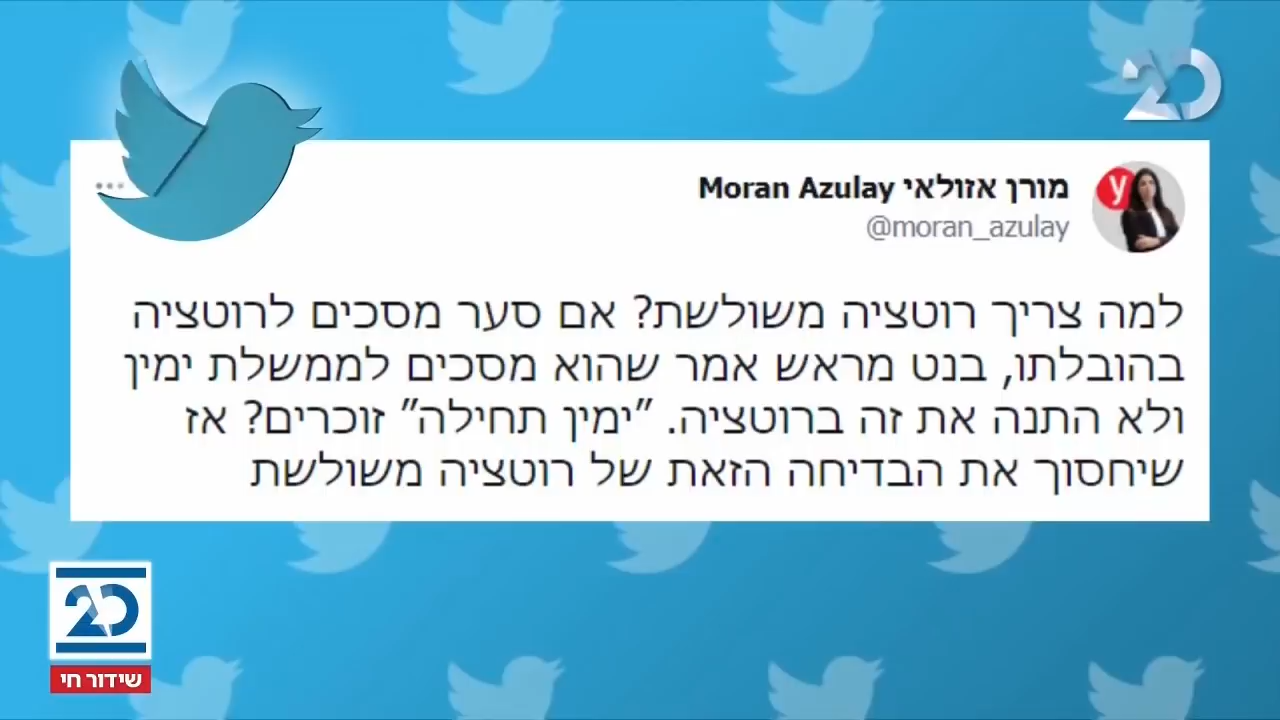 20
מורן אזולאי Moran Azulay
@moran_azulay
y
למה צריך רוטציה משולשת? אם סער מסכים לרוטציה
בהובלתו, בנט מראש אמר שהוא מסכים לממשלת ימין
ולא התנה את זה ברוטציה. "ימין תחילה" זוכרים? אז
שיחסוך את הבדיחה הזאת של רוטציה משולשת
20
שידור חי